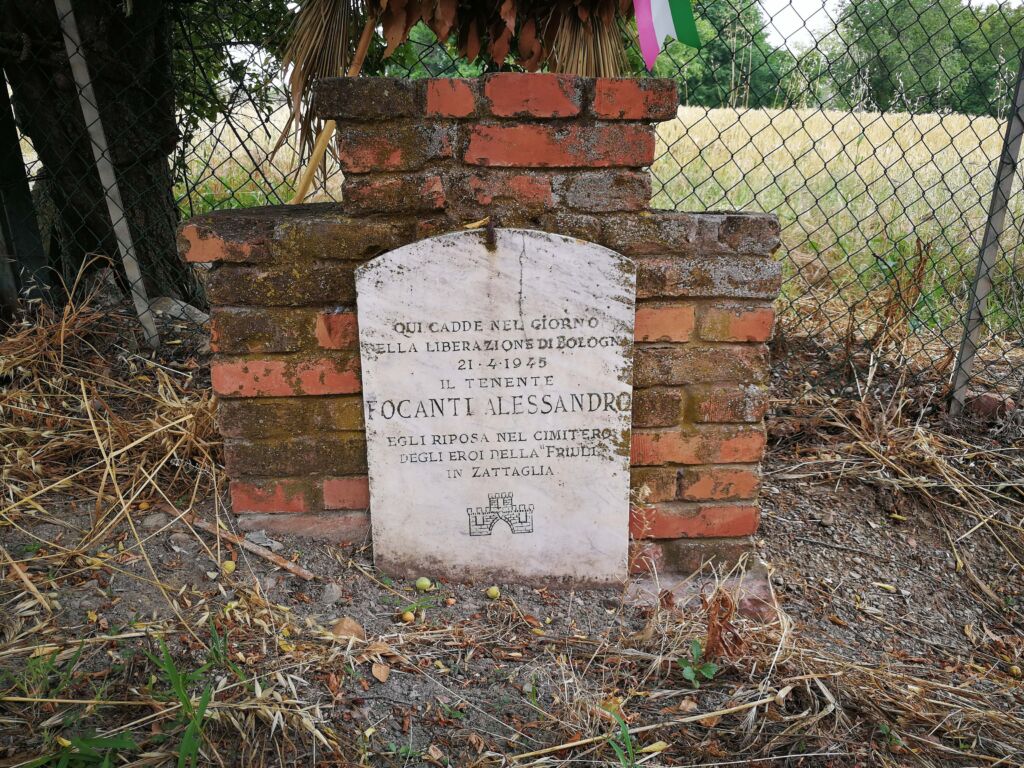 QUI CADDE NEL GIORNO
DELLA LIBERAZIONE DI BOLOGNA
21-4-1945
IL TENENTE
FOCANTI ALESSANDRO
EGLI RIPOSA NEL CIMITERO
DEGLI EROI DELLA "FRIULI"
IN ZATTAGLIA